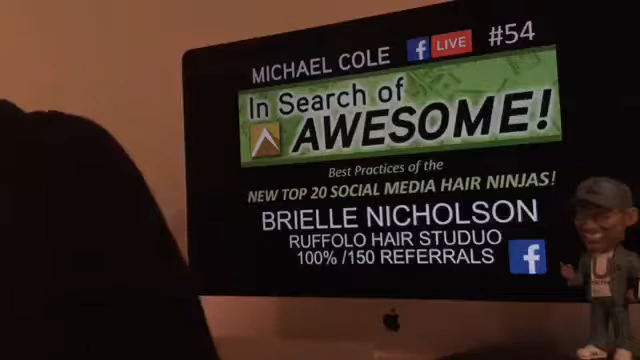 MICHAEL COLE f LIVE #54
In Search of
AWESOME!
Best Practices of the
NEW TOP 20 SOCIAL MEDIA HAIR NINJAS!
BRIELLE NICHOLSON
RUFFOLO HAIR STUDUO
100% /150 REFERRALS f